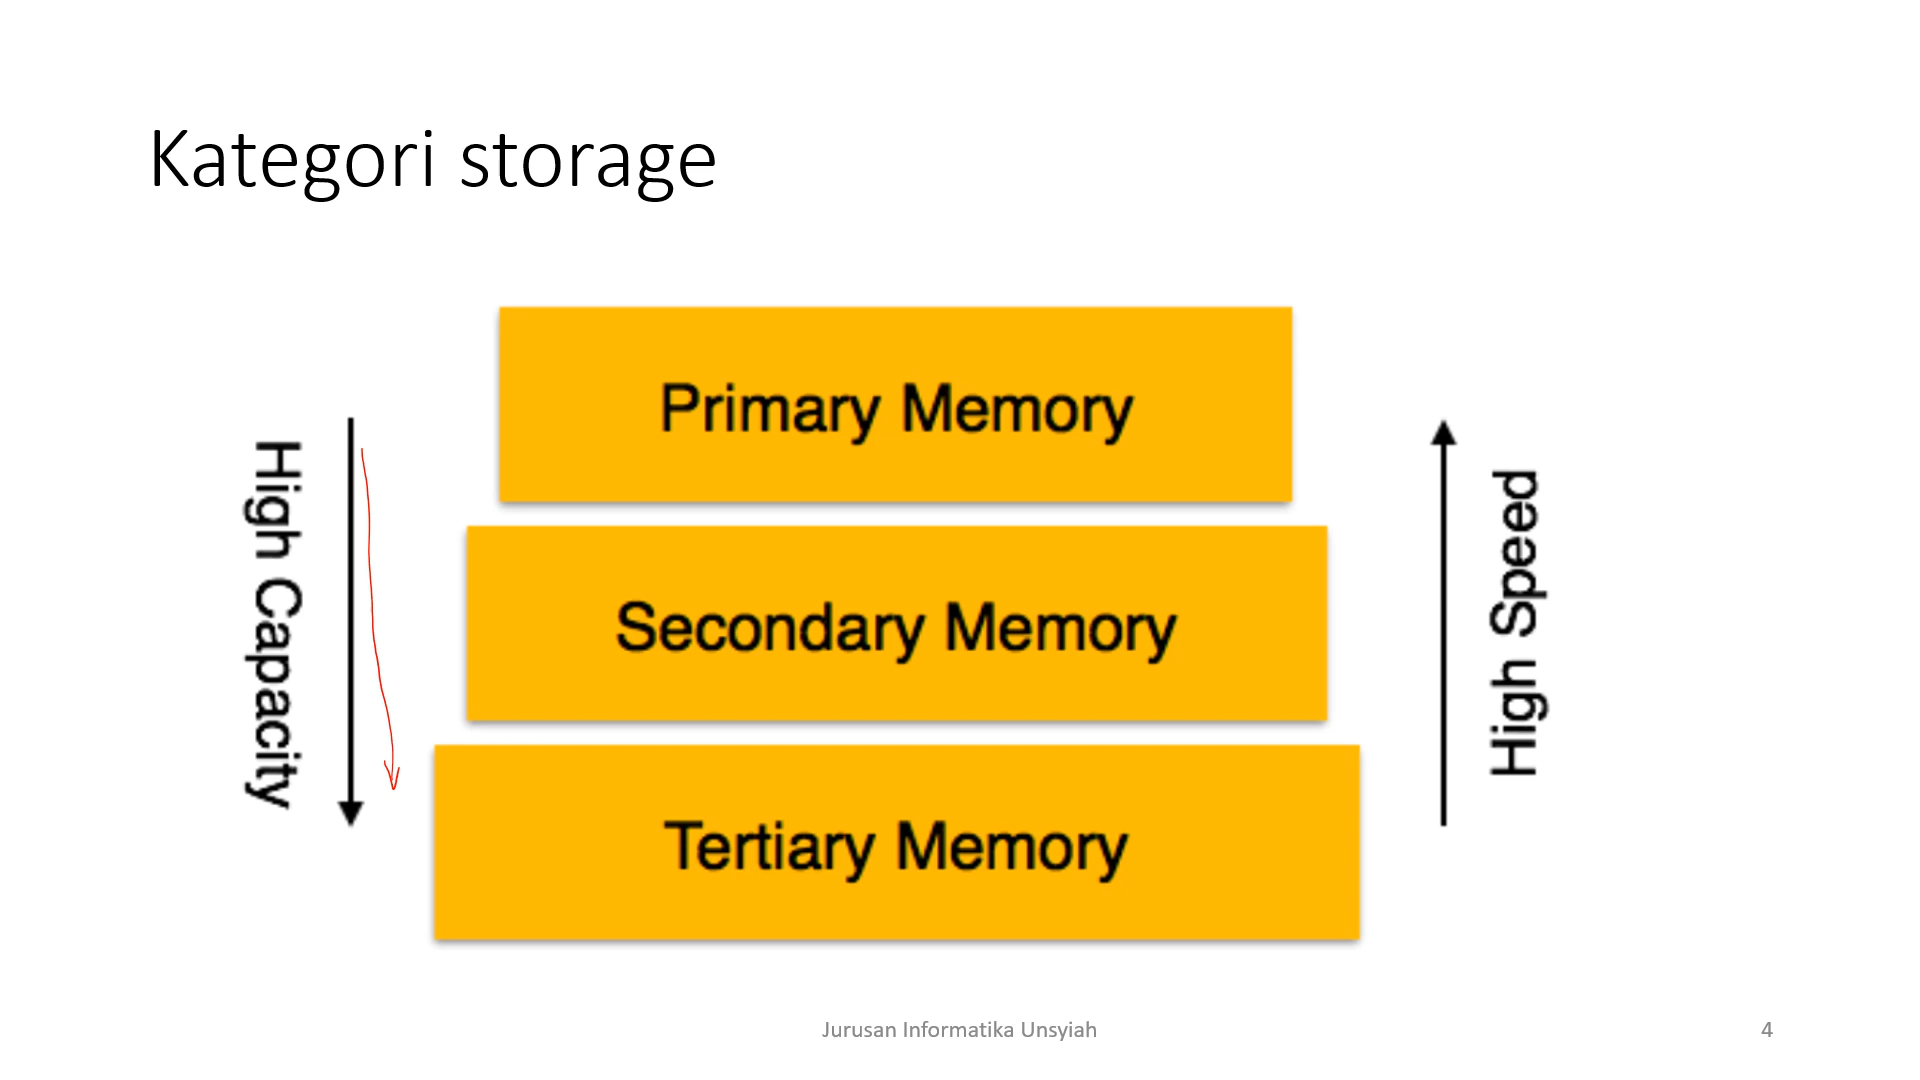 Kategori storage
Primary Memory
High Capacity
Secondary Memory
High Speed
Tertiary Memory
Jurusan Informatika Unsyiah
4